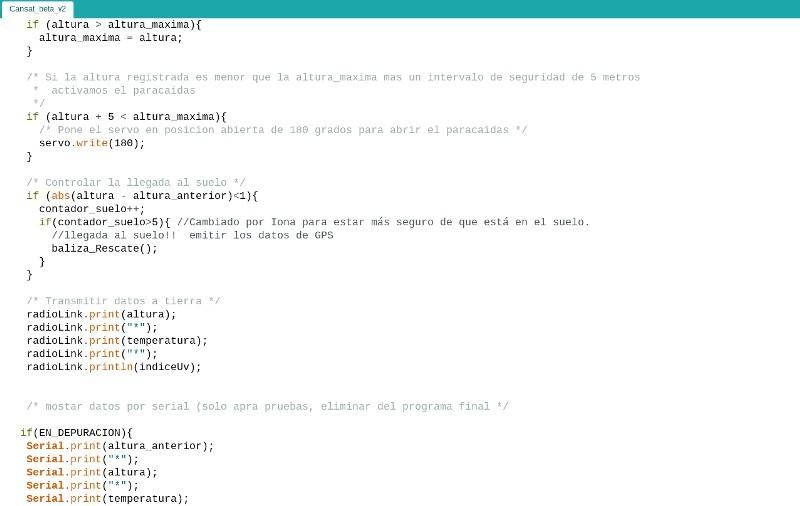 Cansat_beta_v2
if (altura > altura_maxima){
altura_maxima = altura;
}
/* Si la altura registrada es menor que la altura_maxima mas un intervalo de seguridad de 5 metros
* activamos el paracaidas
*/
if (altura + 5 < altura_maxima){
/* Pone el servo en posicion abierta de 180 grados para abrir el paracaidas */
servo.write(180);
}
/* Controlar la llegada al suelo */
if (abs(altura - altura_anterior)<1){
contador_suelo++;
if(contador_suelo>5){ //Cambiado por Iona para estar más seguro de que está en el suelo.
//llegada al suelo!! emitir los datos de GPS
baliza_Rescate();
}
}
/* Transmitir datos a tierra */
radioLink.print(altura);
radioLink.print("*");
radioLink.print(temperatura);
radioLink.print("*");
radioLink.println(indiceUv);
/* mostar datos por serial (solo apra pruebas, eliminar del programa final */
if(EN_DEPURACION){
Serial.print(altura_anterior);
Serial.print("*");
Serial.print(altura);
Serial.print("*");
Serial.print(temperatura);